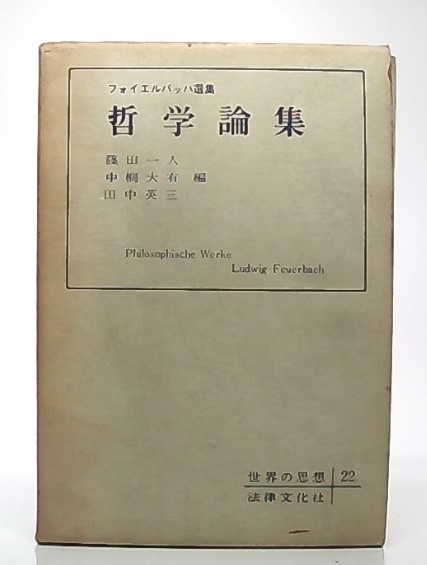 フォイエルバッハ選集
哲学論集
篠田一人
中桐大有 編
田中英三
Philosophische Werke
Ludwig Feuerbach
世界の思想 22
法律文化社